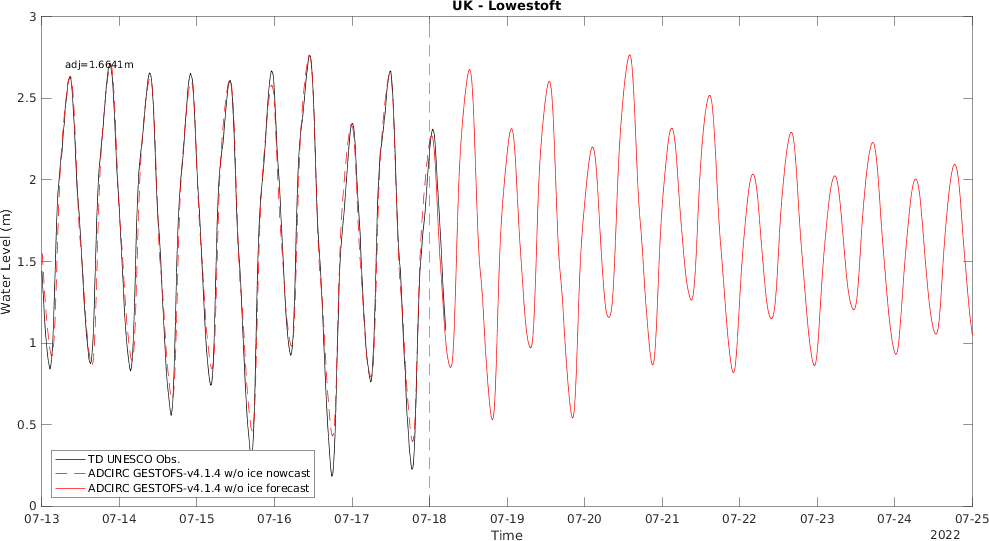 UK - Lowestoft
adj=1.6641m
3
2.5
2
1.5
1
0.5
0
Water Level (m)
TD UNESCO Obs.
ADCIRC GESTOFS-v4.1.4 w/o ice nowcast
ADCIRC GESTOFS-v4.1.4 w/o ice forecast
07-13 07-14 07-15 07-16 07-17 07-18 07-19 07-20 07-21 07-22 07-23 07-24 07-25
Time
2022